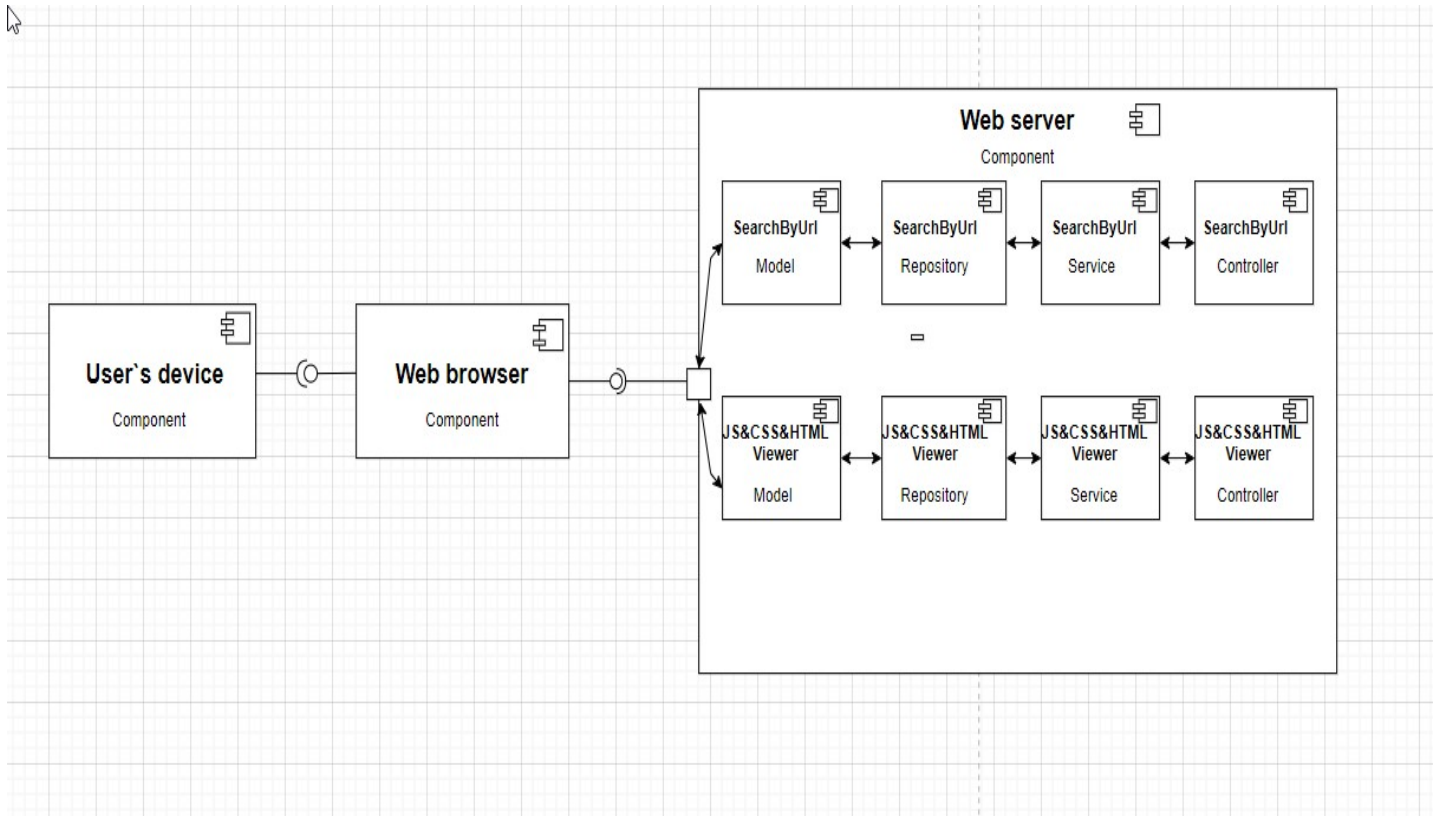 Web server
Component
SearchByUrl
Model
SearchByUrl
Repository
SearchByUrl
Service
SearchByUrl
Controller
User`s device
Component
Web browser
Component
JS&CSS&HTML
Viewer
Model
JS&CSS&HTML
Viewer
Repository
JS&CSS&HTML
Viewer
Service
JS&CSS&HTML
Viewer
Controller